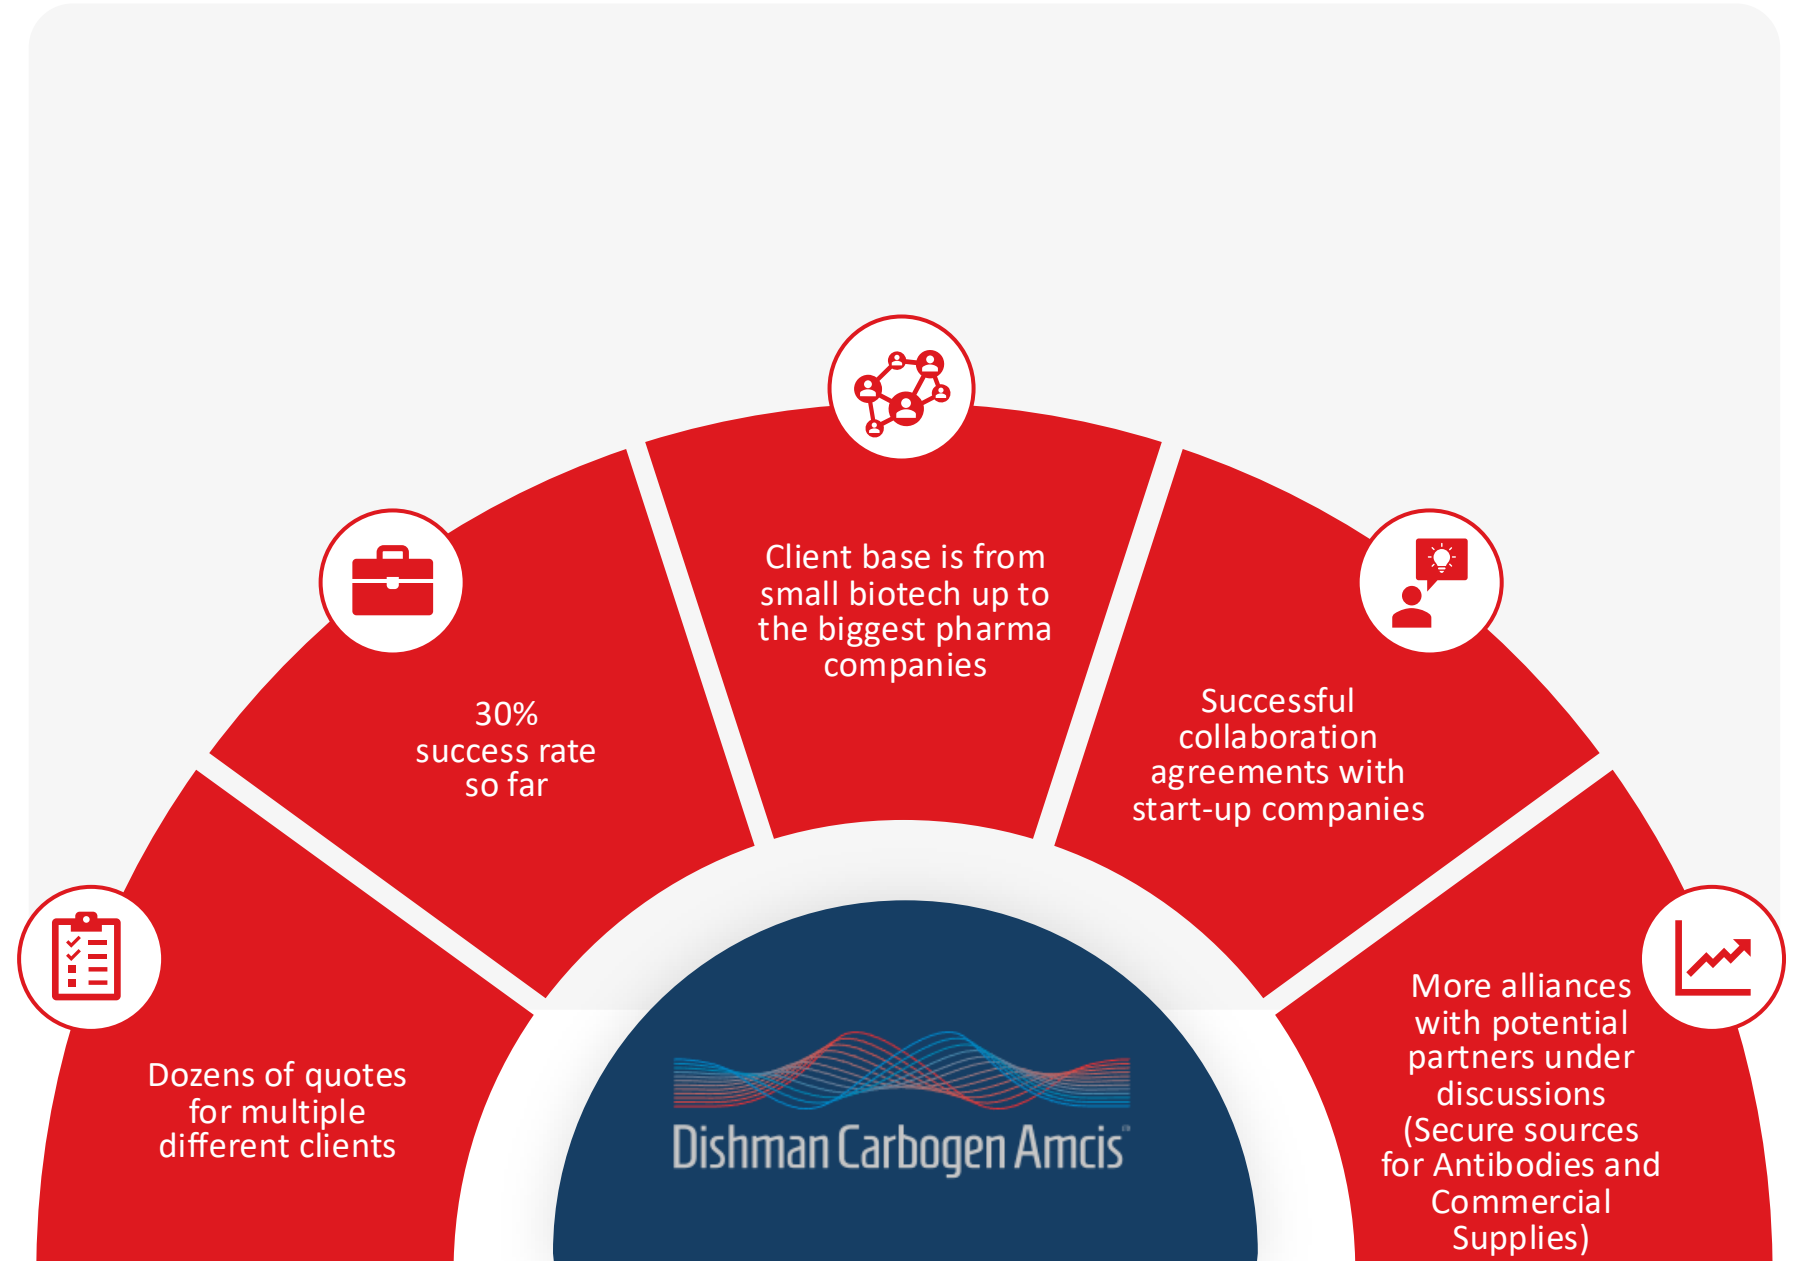 Client base is from
small biotech up to
the biggest pharma
companies
30%
success rate
so far
Successful
collaboration
agreements with
start-up companies
Dozens of quotes
for multiple
different clients
More alliances
with potential
partners under
discussions
(Secure sources
for Antibodies and
Commercial
Supplies)
Dishman Carbogen Amcis